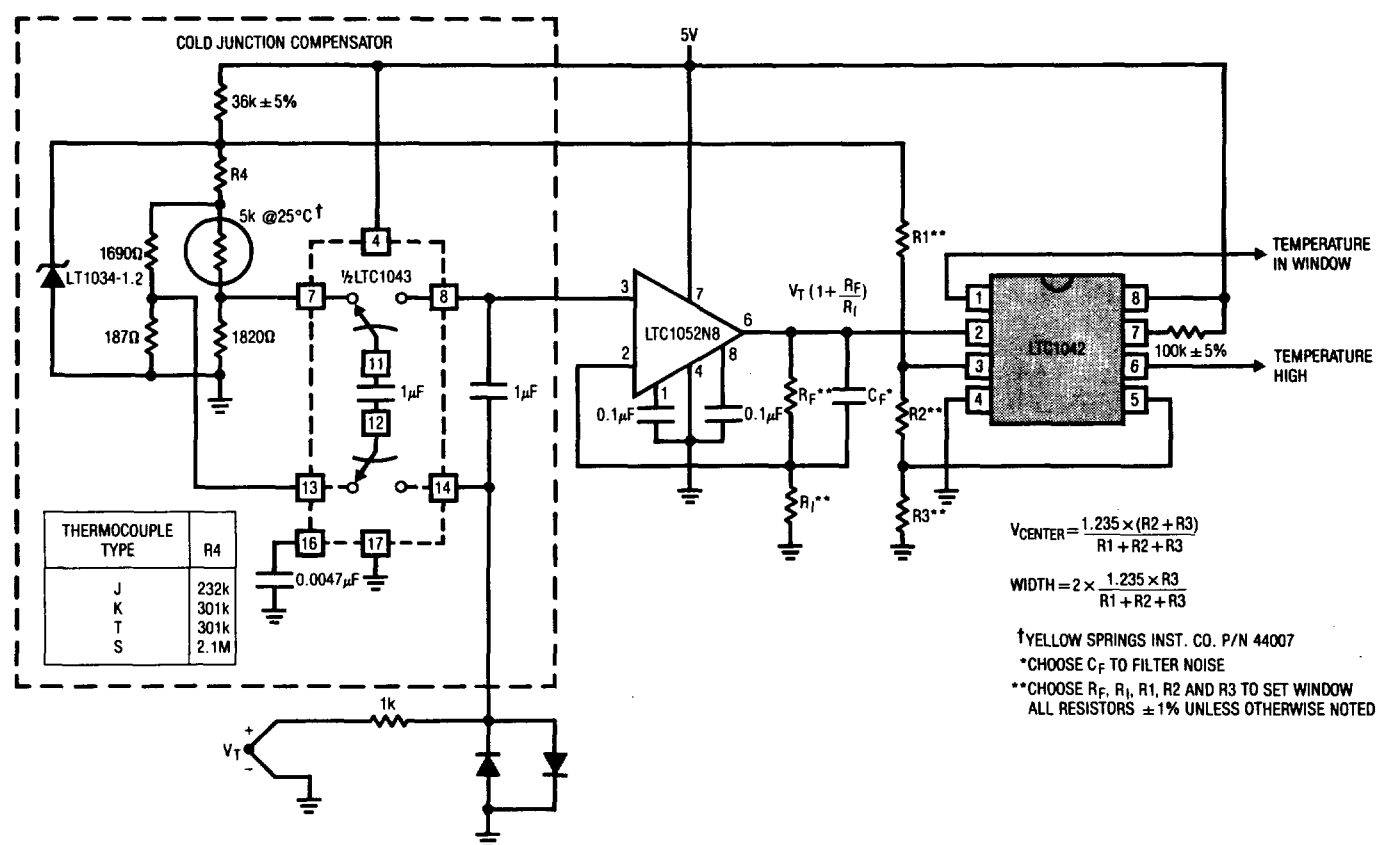 COLD JUNCTION COMPENSATOR
5V
36k ±5%
R4
5k @25°C†
1690Ω
LT1034-1.2
187Ω
1820Ω
4
½LTC1043
7
8
11
1µF
12
13
14
16
17
0.0047µF
1µF
THERMOCOUPLE TYPE R4
J 232k
K 301k
T 301k
S 2.1M
3
2
7
6
LTC1052N8
8
4
1
0.1µF
0.1µF
V_T (1+R_F/R_I)
R_F**
C_F*
R_I**
R1**
R2**
R3**
1
2
3
4
LTC1042
8
7
6
5
100k ±5%
TEMPERATURE
IN WINDOW
TEMPERATURE
HIGH
V_CENTER = 1.235 × (R2 + R3) / R1 + R2 + R3
WIDTH = 2 × 1.235 × R3 / R1 + R2 + R3
†YELLOW SPRINGS INST. CO. P/N 44007
*CHOOSE C_F TO FILTER NOISE
**CHOOSE R_F, R_I, R1, R2 AND R3 TO SET WINDOW
ALL RESISTORS ±1% UNLESS OTHERWISE NOTED
1k
+
V_T
−